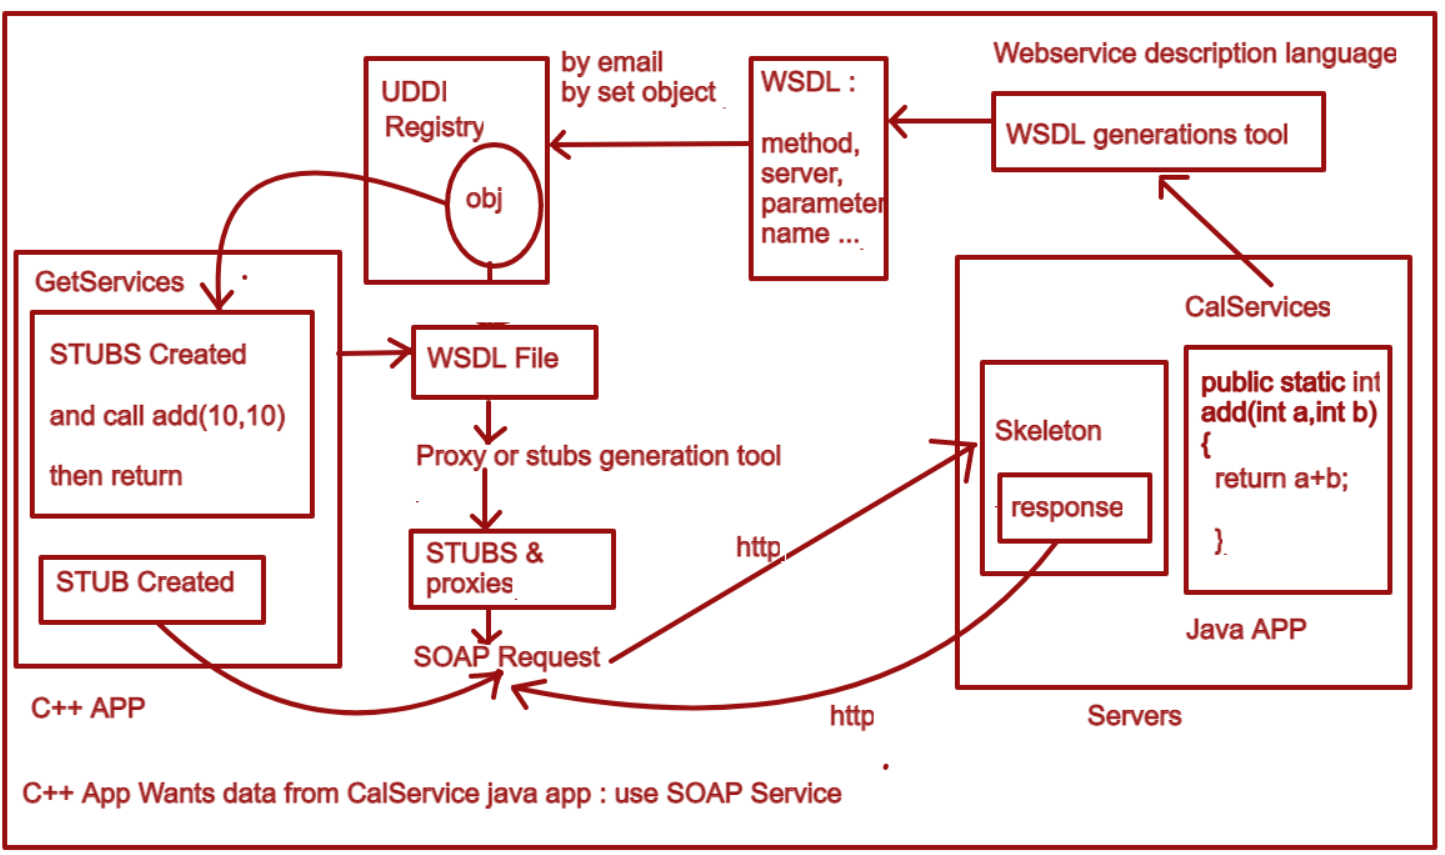 Webservice description language
by email
by set object
UDDI
Registry
obj
WSDL :
method,
server,
parameter
name ...
WSDL generations tool
GetServices
STUBS Created
and call add(10,10)
then return
STUB Created
C++ APP
WSDL File
Proxy or stubs generation tool
STUBS &
proxies
SOAP Request
http
http
CalServices
Skeleton
response
public static int
add(int a,int b)
{
return a+b;
}
Java APP
Servers
C++ App Wants data from CalService java app : use SOAP Service